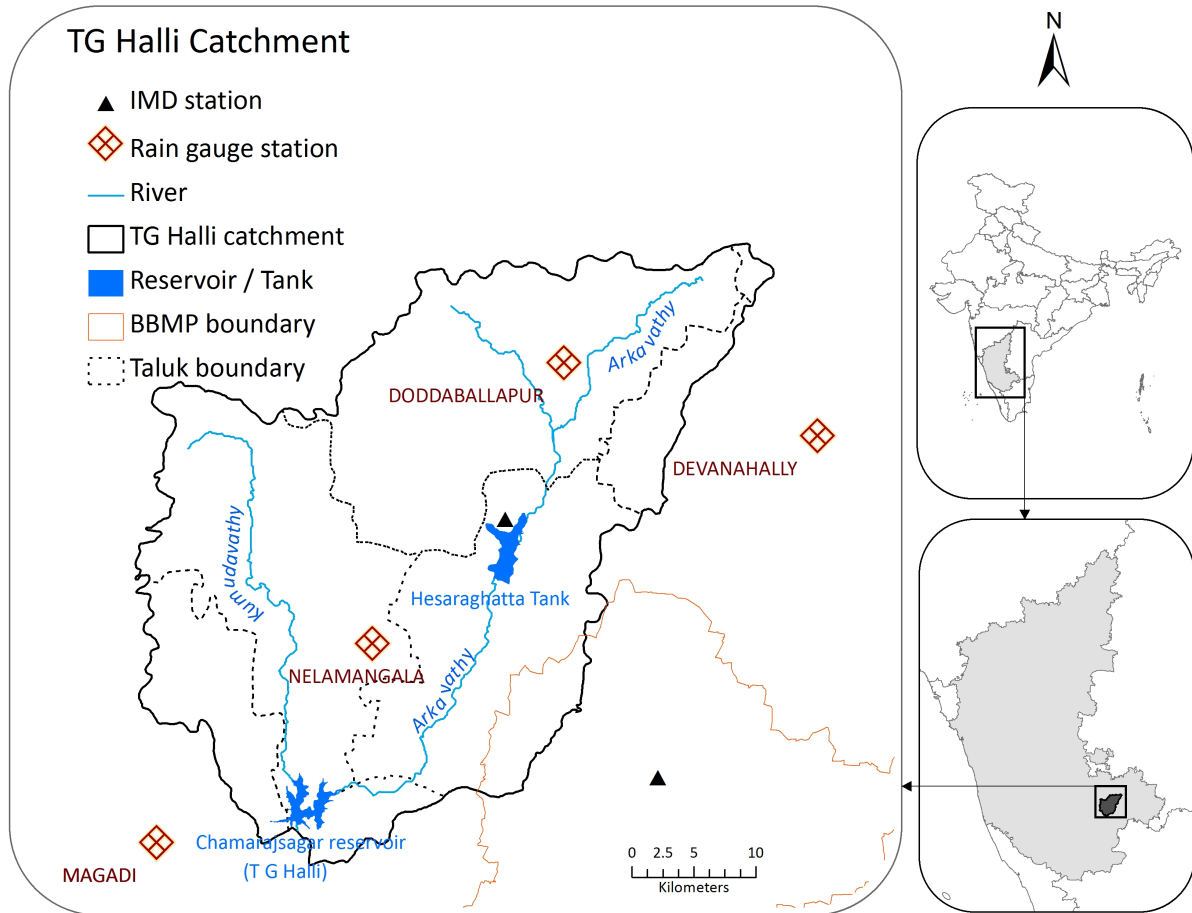 TG Halli Catchment
IMD station
Rain gauge station
River
TG Halli catchment
Reservoir / Tank
BBMP boundary
Taluk boundary
N
Arkavathy
DODDABALLAPUR
DEVANAHALLY
Kumudavathy
Hesaraghatta Tank
NELAMANGALA
Arkavathy
Chamarajsagar reservoir
(T G Halli)
MAGADI
0 2.5 5 10
Kilometers